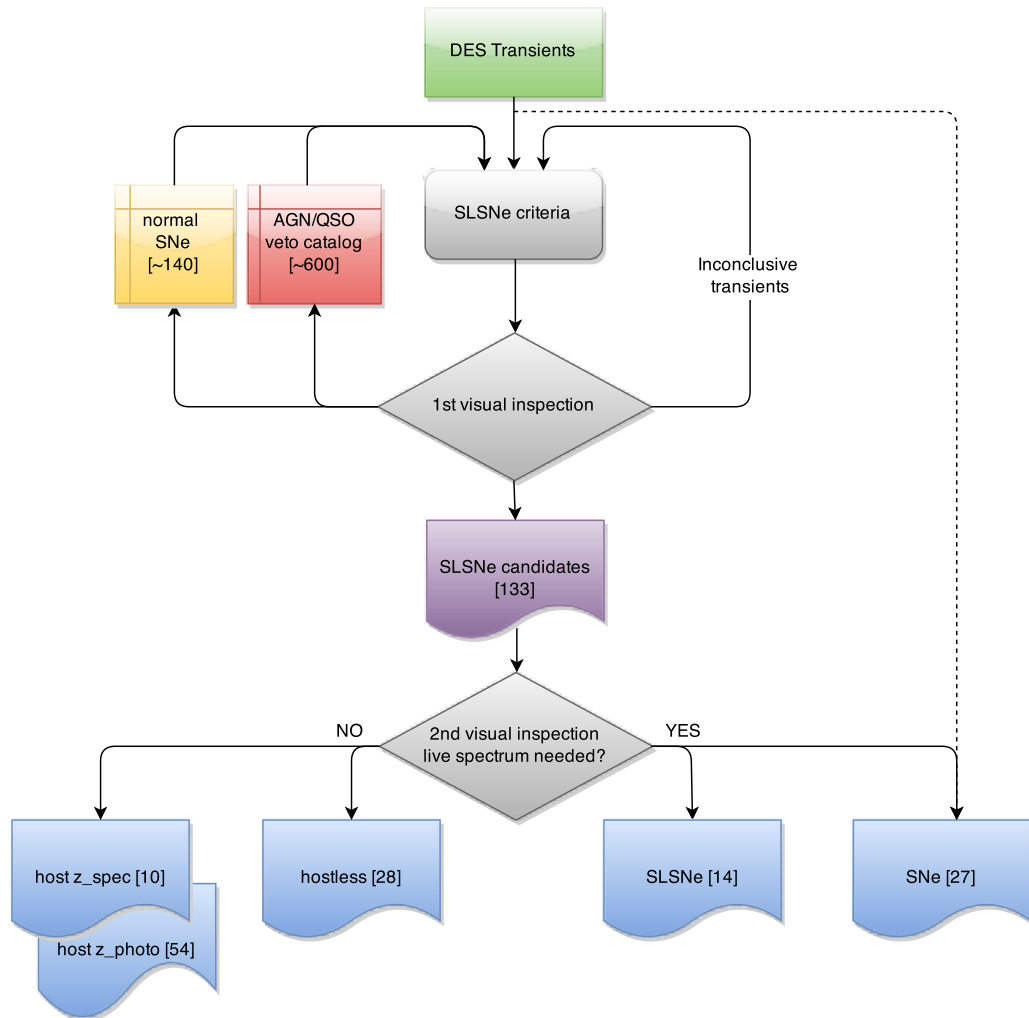 DES Transients
SLSNe criteria
normal
SNe
[~140]
AGN/QSO
veto catalog
[~600]
Inconclusive
transients
1st visual inspection
SLSNe candidates
[133]
2nd visual inspection
live spectrum needed?
NO
YES
host z_spec [10]
host z_photo [54]
hostless [28]
SLSNe [14]
SNe [27]